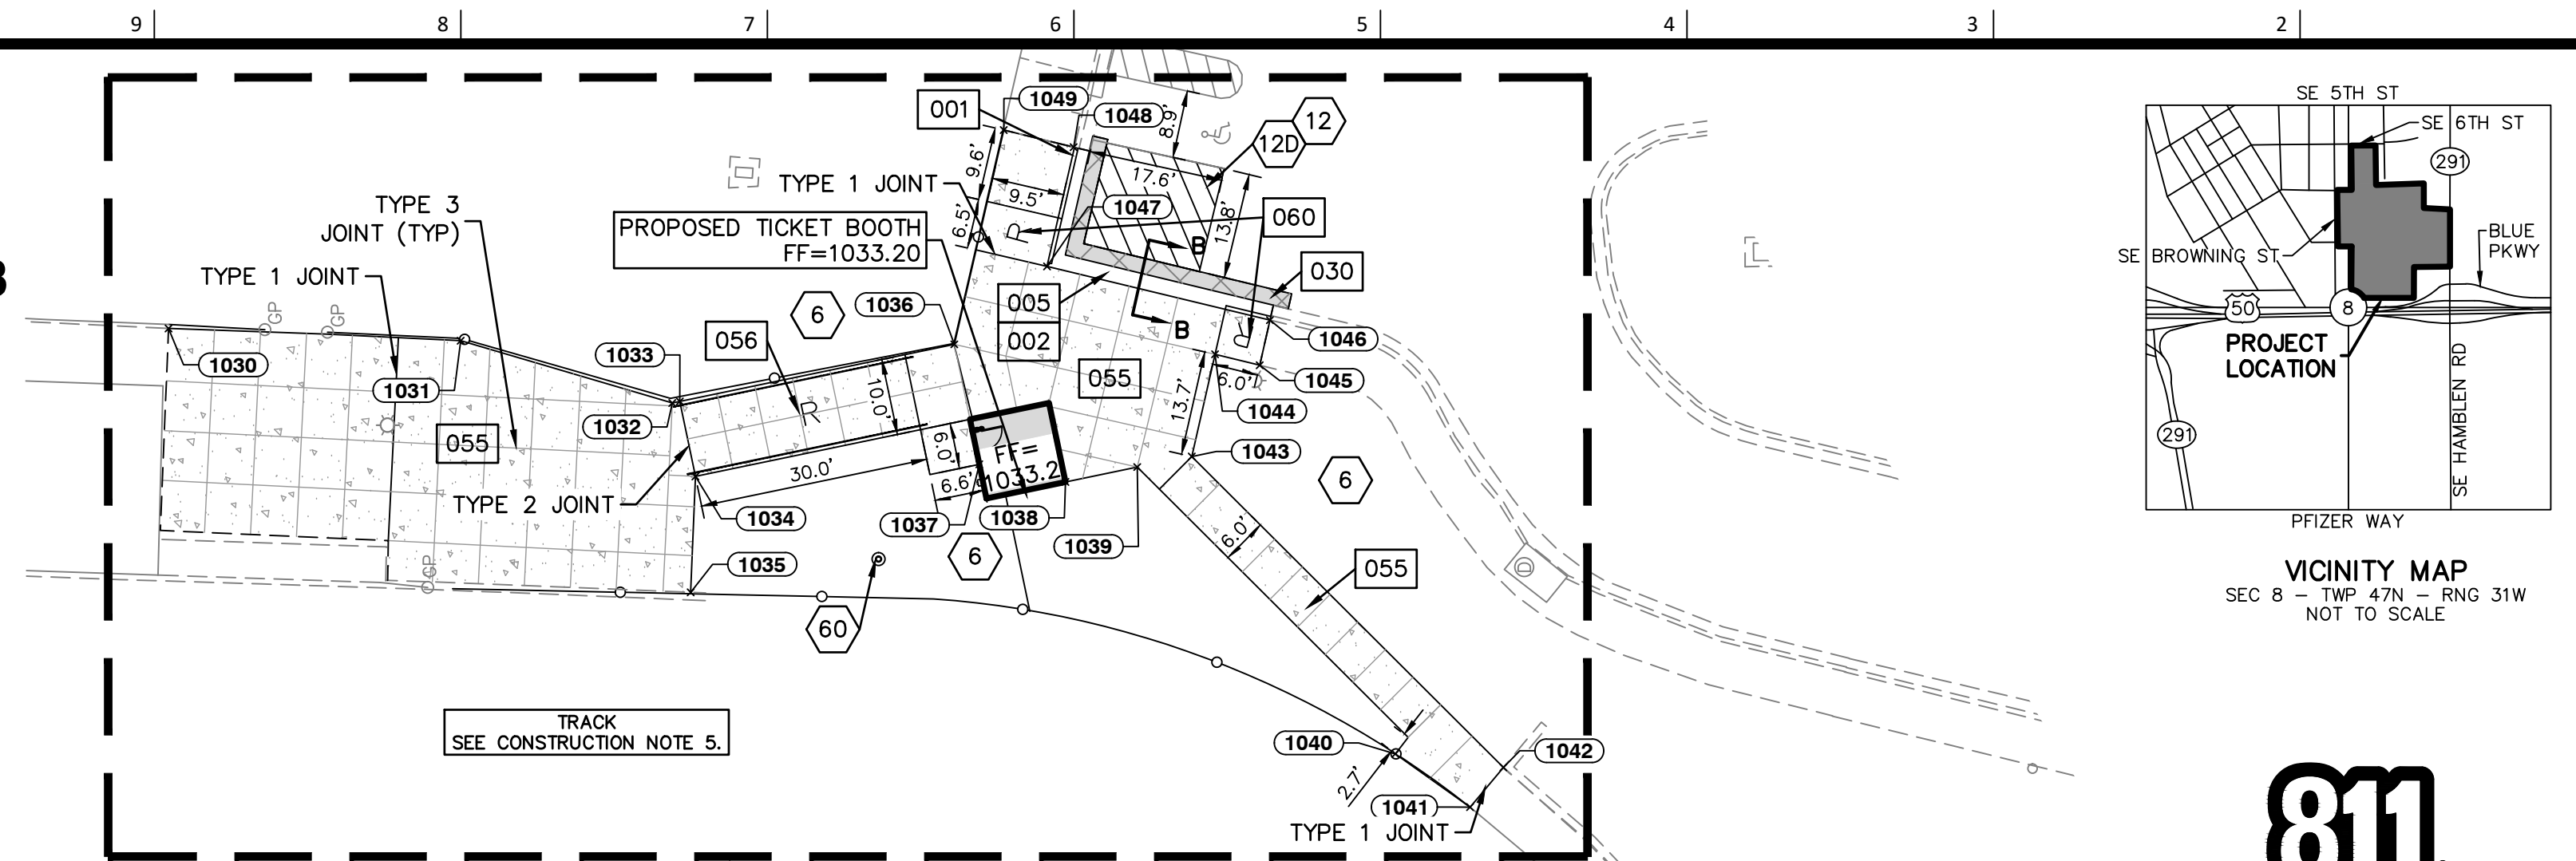 9
8
7
6
5
4
3
2
1049
1048
001
8.9'
12
12D
9.6'
TYPE 1 JOINT
9.5'
17.6'
1047
060
6.5'
R
13.8'
B
TYPE 3
JOINT (TYP)
PROPOSED TICKET BOOTH
FF=1033.20
030
TYPE 1 JOINT
005
002
B
R
1046
GP
GP
6
1036
056
1033
1030
1031
055
1045
6.0'
1044
10.0'
R
13.7'
1032
055
1043
6.0'
FF=
1033.2
30.0'
6.6'
6
TYPE 2 JOINT
1034
1037
1038
1039
6
6.0'
GP
1035
055
D
60
TRACK
SEE CONSTRUCTION NOTE 5.
1040
1042
2.7'
1041
TYPE 1 JOINT
SE 5TH ST
SE 6TH ST
291
BLUE
PKWY
SE BROWNING ST
50
8
PROJECT
LOCATION
291
SE HAMBLEN RD
PFIZER WAY
VICINITY MAP
SEC 8 – TWP 47N – RNG 31W
NOT TO SCALE
811